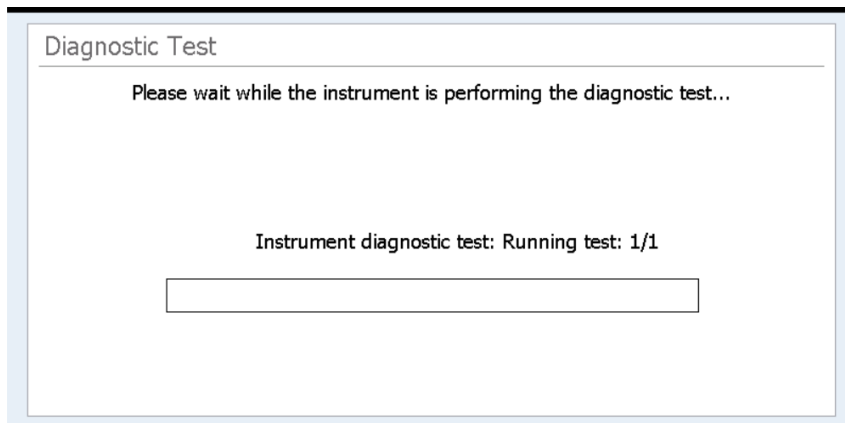 Diagnostic Test
Please wait while the instrument is performing the diagnostic test...
Instrument diagnostic test: Running test: 1/1